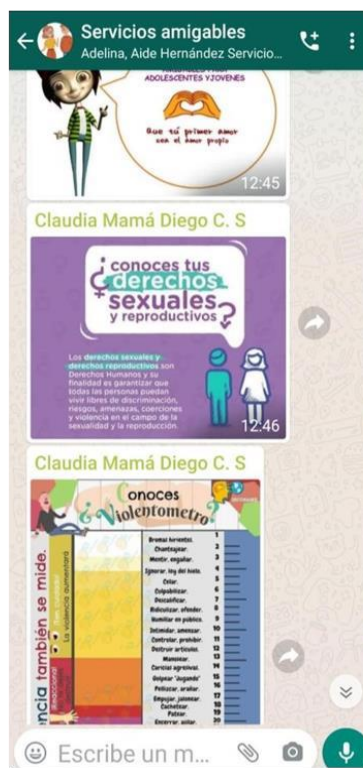 Servicios amigables
Adelina, Aide Hernández Servicio...
ADOLESCENTES Y JOVENES
Que tú primer amor
sea el amor propio
12:45
Claudia Mamá Diego C. S
¿conoces tus
derechos
sexuales
y reproductivos?
Los derechos sexuales y
derechos reproductivos son
Derechos Humanos y su
finalidad es garantizar que
todas las personas puedan
vivir libres de discriminación,
riesgos, amenazas, coerciones
y violencia en el campo de la
sexualidad y la reproducción.
12:46
Claudia Mamá Diego C. S
¿Conoces
Violentometro?
ncia también se mide.
La violencia aumentará
Reaccional
Bromas hirientes. 1
Chantajear. 2
Mentir, engañar. 3
Ignorar, ley del hielo. 4
Celar. 5
Culpabilizar. 6
Descalificar. 7
Ridiculizar, ofender. 8
Humillar en público. 9
Intimidar, amenazar. 10
Controlar, prohibir. 11
Destruir artículos. 12
Manosear. 13
Caricias agresivas. 14
Golpear "Jugando" 15
Pellizcar, arañar. 16
Empujar, jalonear. 17
Cachetear. 18
Patear. 19
Encerrar, aislar. 20
Escribe un m...